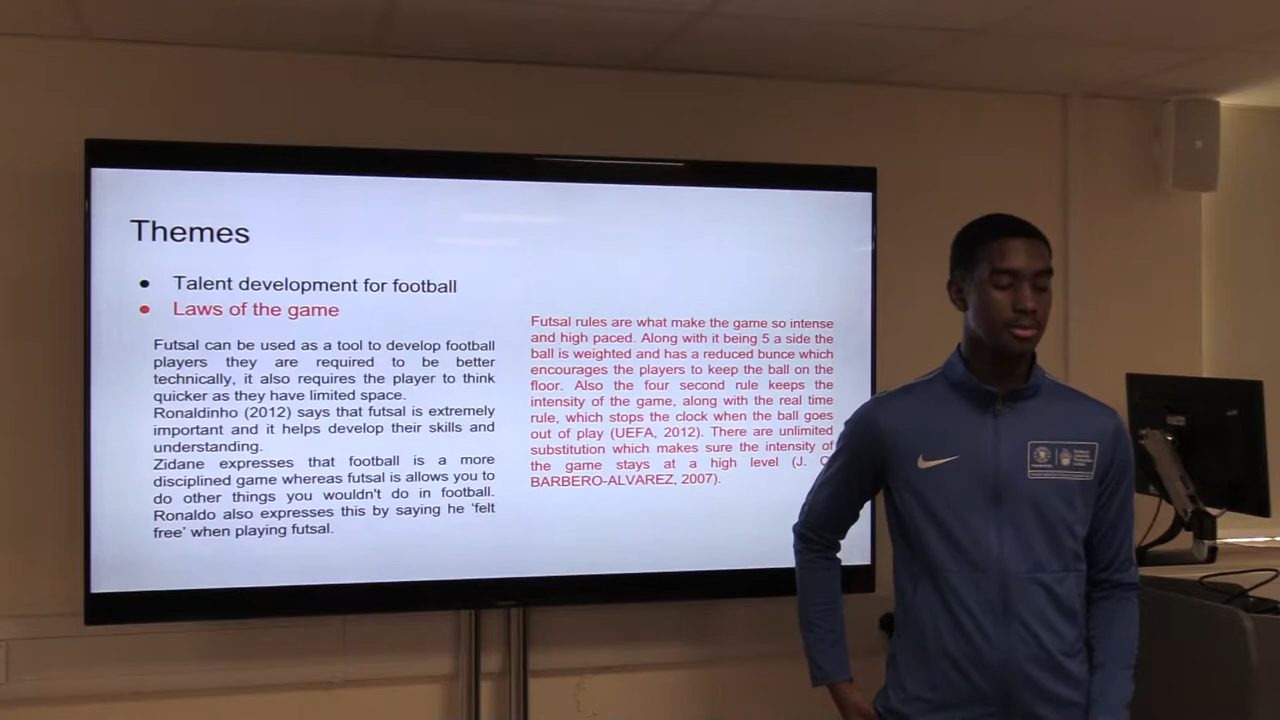 Themes
● Talent development for football
● Laws of the game
Futsal can be used as a tool to develop football
players they are required to be better
technically, it also requires the player to think
quicker as they have limited space.
Ronaldinho (2012) says that futsal is extremely
important and it helps develop their skills and
understanding.
Zidane expresses that football is a more
disciplined game whereas futsal is allows you to
do other things you wouldn't do in football.
Ronaldo also expresses this by saying he 'felt
free' when playing futsal.
Futsal rules are what make the game so intense
and high paced. Along with it being 5 a side the
ball is weighted and has a reduced bunce which
encourages the players to keep the ball on the
floor. Also the four second rule keeps the
intensity of the game, along with the real time
rule, which stops the clock when the ball goes
out of play (UEFA, 2012). There are unlimited
substitution which makes sure the intensity of
the game stays at a high level (J. C
BARBERO-ALVAREZ, 2007).